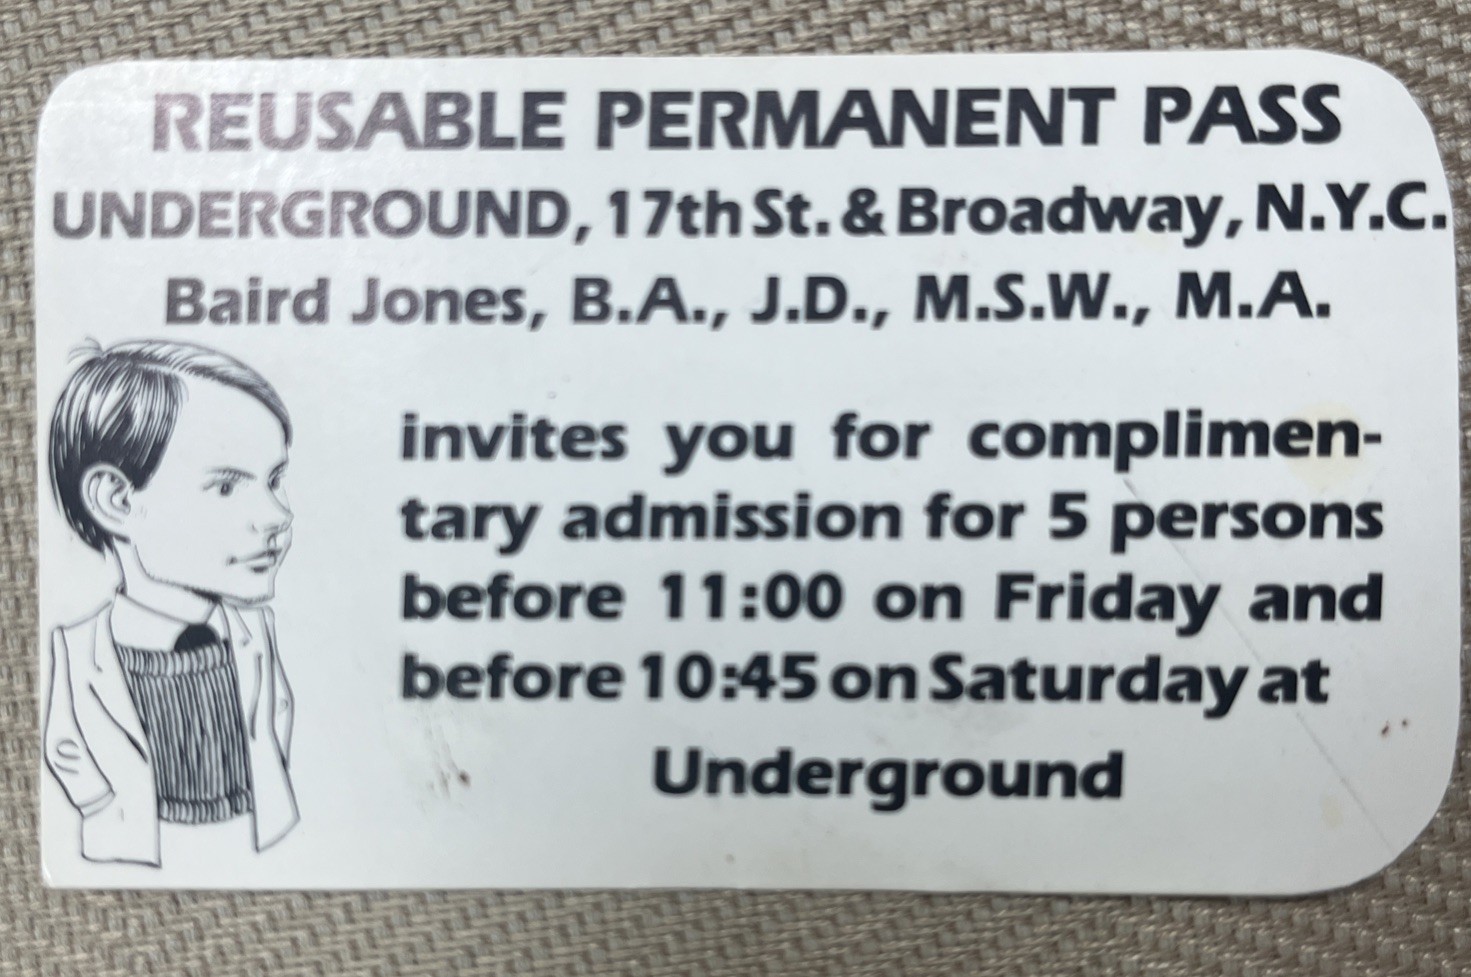 REUSABLE PERMANENT PASS
UNDERGROUND, 17th St. & Broadway, N.Y.C.
Baird Jones, B.A., J.D., M.S.W., M.A.
invites you for complimen-
tary admission for 5 persons
before 11:00 on Friday and
before 10:45 on Saturday at
Underground